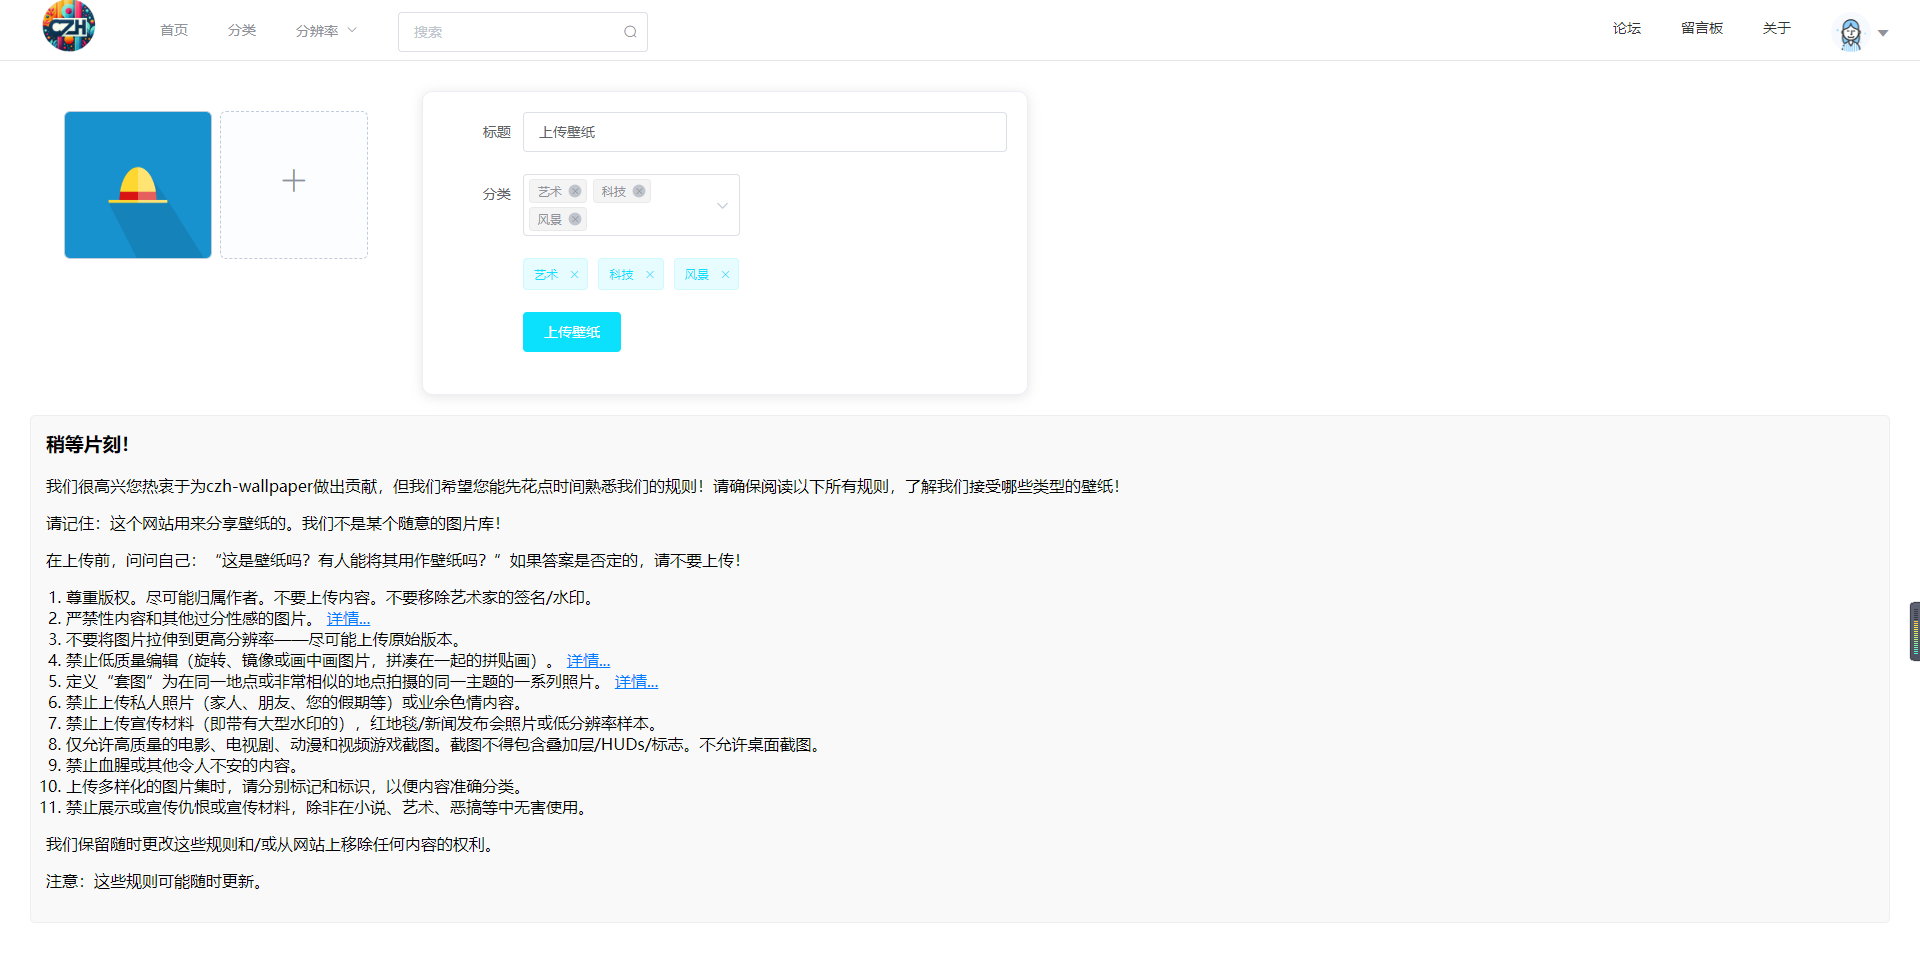 CZH
首页
分类
分辨率
搜索
论坛
留言板
关于
标题
上传壁纸
分类
艺术
科技
风景
艺术
科技
风景
上传壁纸
稍等片刻！
我们很高兴您热衷于为czh-wallpaper做出贡献，但我们希望您能先花点时间熟悉我们的规则！请确保阅读以下所有规则，了解我们接受哪些类型的壁纸！
请记住：这个网站用来分享壁纸的。我们不是某个随意的图片库！
在上传前，问问自己：“这是壁纸吗？有人能将其用作壁纸吗？”如果答案是否定的，请不要上传！
1. 尊重版权。尽可能归属作者。不要上传内容。不要移除艺术家的签名/水印。
2. 严禁性内容和其他过分性感的图片。 详情...
3. 不要将图片拉伸到更高分辨率——尽可能上传原始版本。
4. 禁止低质量编辑（旋转、镜像或画中画图片，拼凑在一起的拼贴画）。 详情...
5. 定义“套图”为在同一地点或非常相似的地点拍摄的同一主题的一系列照片。 详情...
6. 禁止上传私人照片（家人、朋友、您的假期等）或业余色情内容。
7. 禁止上传宣传材料（即带有大型水印的），红地毯/新闻发布会照片或低分辨率样本。
8. 仅允许高质量的电影、电视剧、动漫和视频游戏截图。截图不得包含叠加层/HUDs/标志。不允许桌面截图。
9. 禁止血腥或其他令人不安的内容。
10. 上传多样化的图片集时，请分别标记和标识，以便内容准确分类。
11. 禁止展示或宣传仇恨或宣传材料，除非在小说、艺术、恶搞等中无害使用。
我们保留随时更改这些规则和/或从网站上移除任何内容的权利。
注意：这些规则可能随时更新。